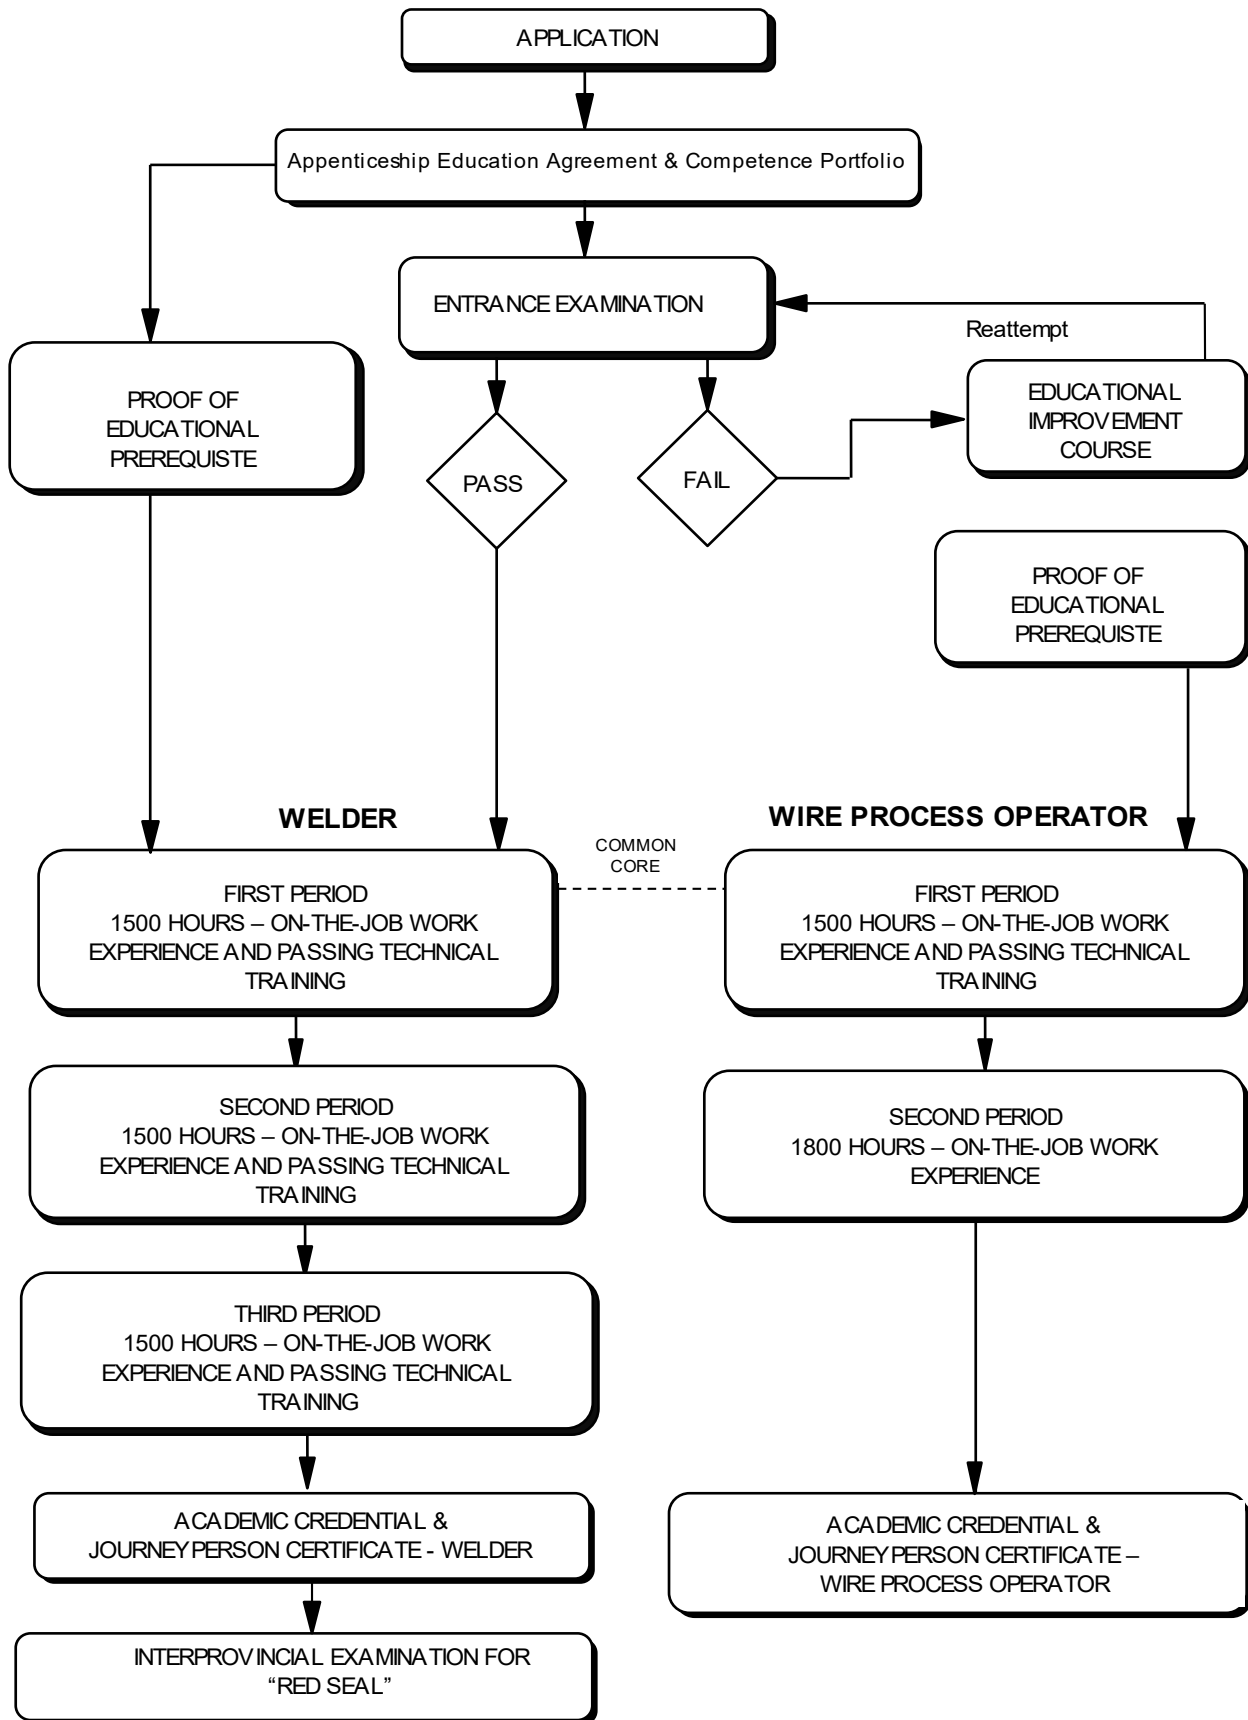 APPLICATION
Appenticeship Education Agreement & Competence Portfolio
ENTRANCE EXAMINATION
Reattempt
PROOF OF
EDUCATIONAL
PREREQUISTE
PASS
FAIL
EDUCATIONAL
IMPROVEMENT
COURSE
PROOF OF
EDUCATIONAL
PREREQUISTE
WELDER
WIRE PROCESS OPERATOR
COMMON
CORE
FIRST PERIOD
1500 HOURS – ON-THE-JOB WORK
EXPERIENCE AND PASSING TECHNICAL
TRAINING
FIRST PERIOD
1500 HOURS – ON-THE-JOB WORK
EXPERIENCE AND PASSING TECHNICAL
TRAINING
SECOND PERIOD
1500 HOURS – ON-THE-JOB WORK
EXPERIENCE AND PASSING TECHNICAL
TRAINING
SECOND PERIOD
1800 HOURS – ON-THE-JOB WORK
EXPERIENCE
THIRD PERIOD
1500 HOURS – ON-THE-JOB WORK
EXPERIENCE AND PASSING TECHNICAL
TRAINING
ACADEMIC CREDENTIAL &
JOURNEYPERSON CERTIFICATE - WELDER
ACADEMIC CREDENTIAL &
JOURNEYPERSON CERTIFICATE –
WIRE PROCESS OPERATOR
INTERPROVINCIAL EXAMINATION FOR
“RED SEAL”